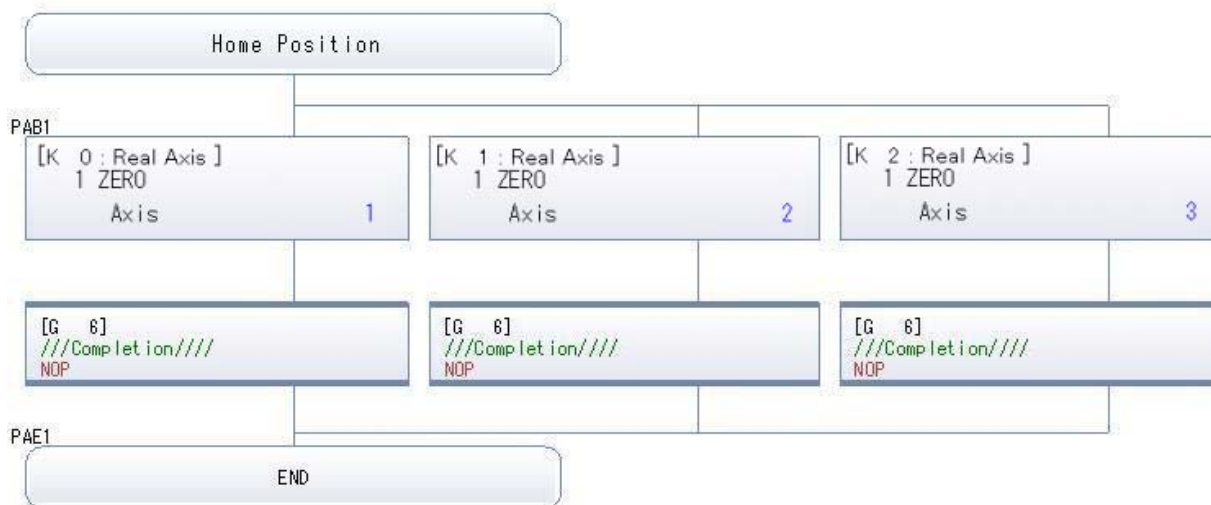 Home Position
PAB1
[K 0 : Real Axis ]
1 ZERO
Axis 1
[K 1 : Real Axis ]
1 ZERO
Axis 2
[K 2 : Real Axis ]
1 ZERO
Axis 3
[G 6]
///Completion////
NOP
[G 6]
///Completion////
NOP
[G 6]
///Completion////
NOP
PAE1
END